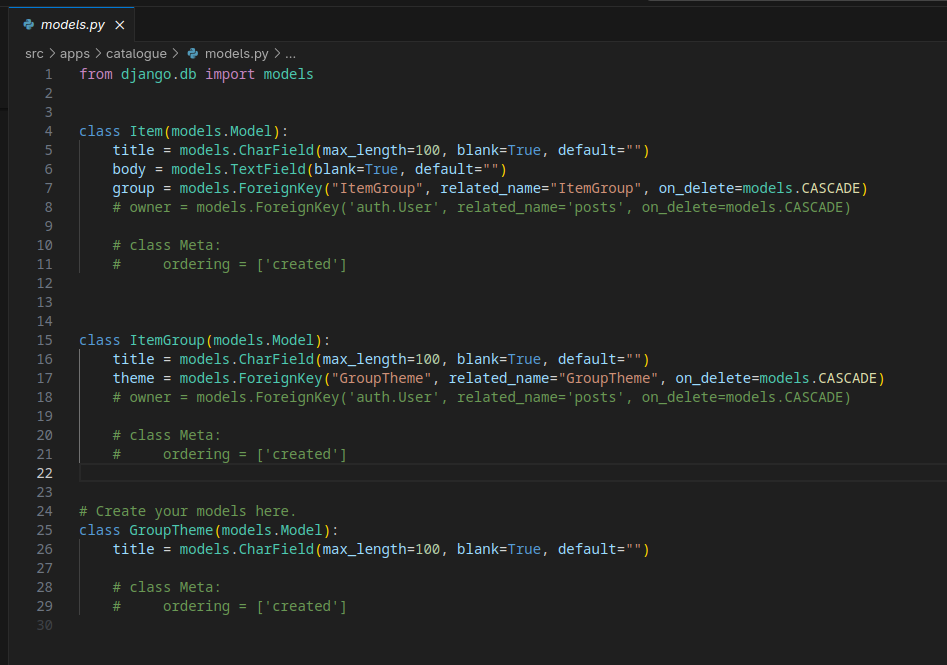 models.py
src > apps > catalogue > models.py > ...
1 from django.db import models
2
3
4 class Item(models.Model):
5     title = models.CharField(max_length=100, blank=True, default="")
6     body = models.TextField(blank=True, default="")
7     group = models.ForeignKey("ItemGroup", related_name="ItemGroup", on_delete=models.CASCADE)
8     # owner = models.ForeignKey('auth.User', related_name='posts', on_delete=models.CASCADE)
9
10     # class Meta:
11     #     ordering = ['created']
12
13
14
15 class ItemGroup(models.Model):
16     title = models.CharField(max_length=100, blank=True, default="")
17     theme = models.ForeignKey("GroupTheme", related_name="GroupTheme", on_delete=models.CASCADE)
18     # owner = models.ForeignKey('auth.User', related_name='posts', on_delete=models.CASCADE)
19
20     # class Meta:
21     #     ordering = ['created']
22
23
24 # Create your models here.
25 class GroupTheme(models.Model):
26     title = models.CharField(max_length=100, blank=True, default="")
27
28     # class Meta:
29     #     ordering = ['created']
30